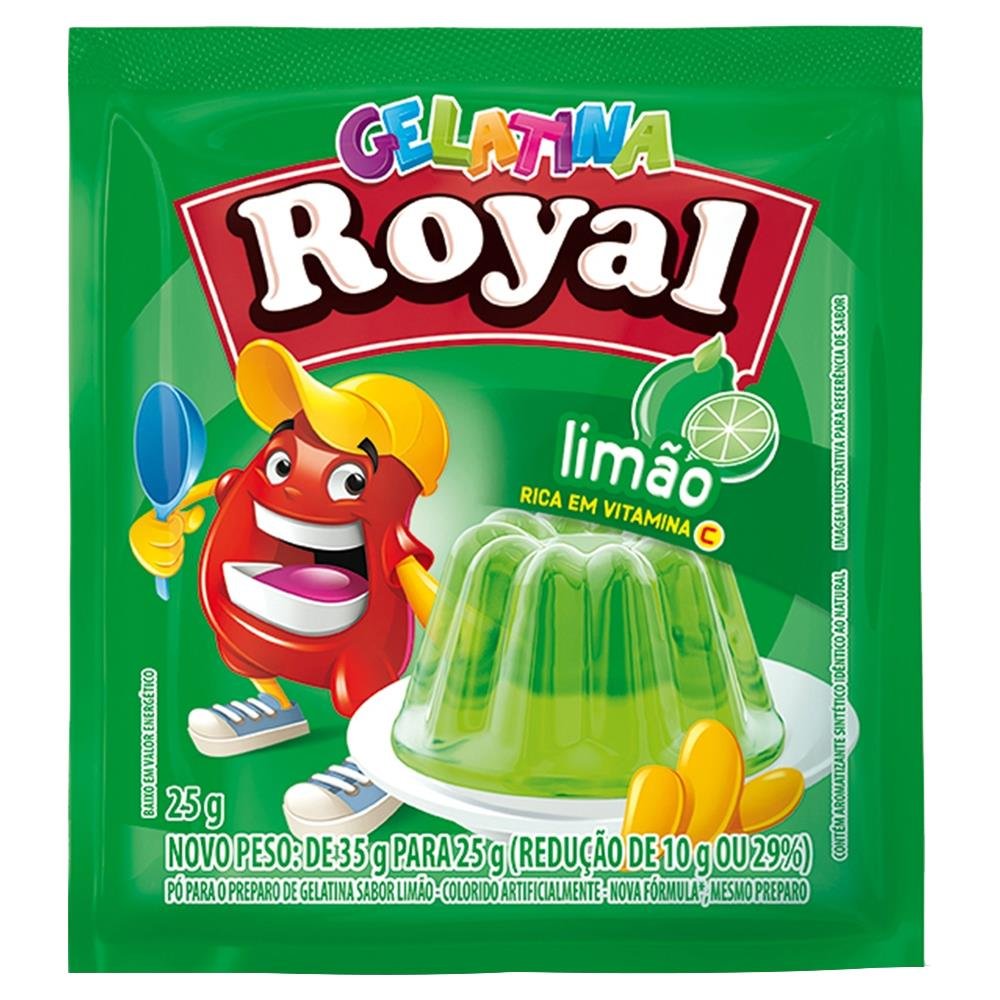 GELATINA
Royal
limão
RICA EM VITAMINA C
IMAGEM ILUSTRATIVA PARA REFERÊNCIA DE SABOR
CONTÉM AROMATIZANTE SINTÉTICO IDÊNTICO AO NATURAL
BAIXO EM VALOR ENERGÉTICO
25 g
NOVO PESO: DE 35 g PARA 25 g (REDUÇÃO DE 10 g OU 29%)
PÓ PARA O PREPARO DE GELATINA SABOR LIMÃO - COLORIDO ARTIFICIALMENTE - NOVA FÓRMULA*, MESMO PREPARO